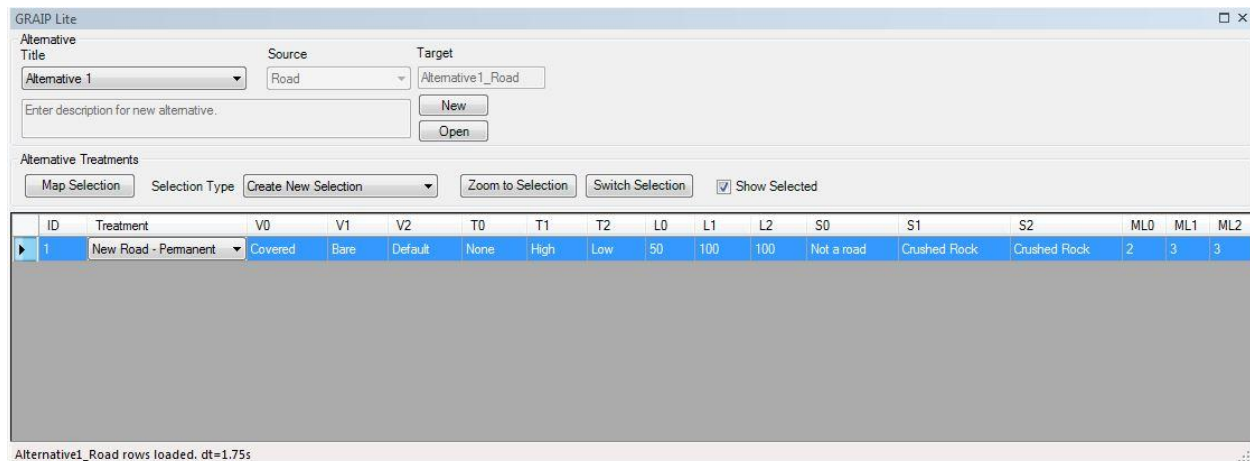 GRAIP Lite
Alternative
Title Source Target
Alternative 1 Road Alternative1_Road
Enter description for new alternative. New
Open
Alternative Treatments
Map Selection Selection Type Create New Selection Zoom to Selection Switch Selection Show Selected
ID Treatment V0 V1 V2 T0 T1 T2 L0 L1 L2 S0 S1 S2 ML0 ML1 ML2
1 New Road - Permanent Covered Bare Default None High Low 50 100 100 Not a road Crushed Rock Crushed Rock 2 3 3
Alternative1_Road rows loaded. dt=1.75s